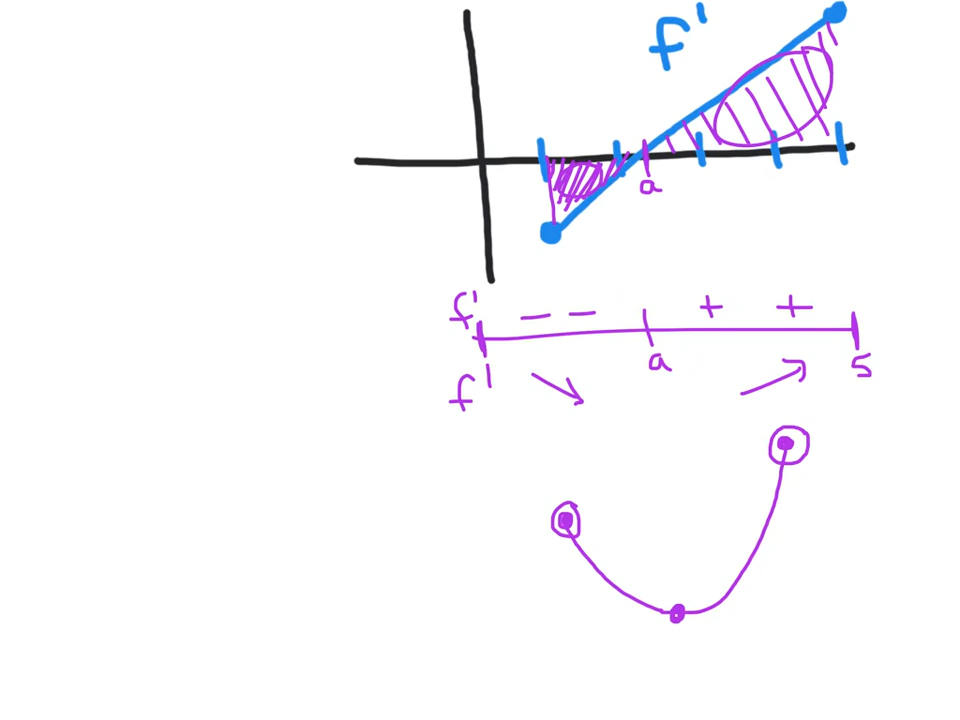 f'
a
f' - - + +
a 5
f'